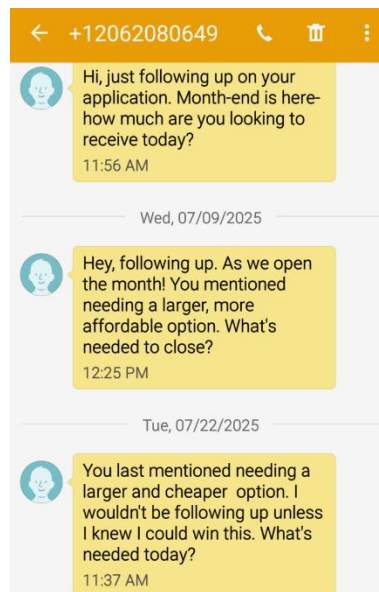 +12062080649
Hi, just following up on your
application. Month-end is here-
how much are you looking to
receive today?
11:56 AM
Wed, 07/09/2025
Hey, following up. As we open
the month! You mentioned
needing a larger, more
affordable option. What's
needed to close?
12:25 PM
Tue, 07/22/2025
You last mentioned needing a
larger and cheaper  option. I
wouldn't be following up unless
I knew I could win this. What's
needed today?
11:37 AM